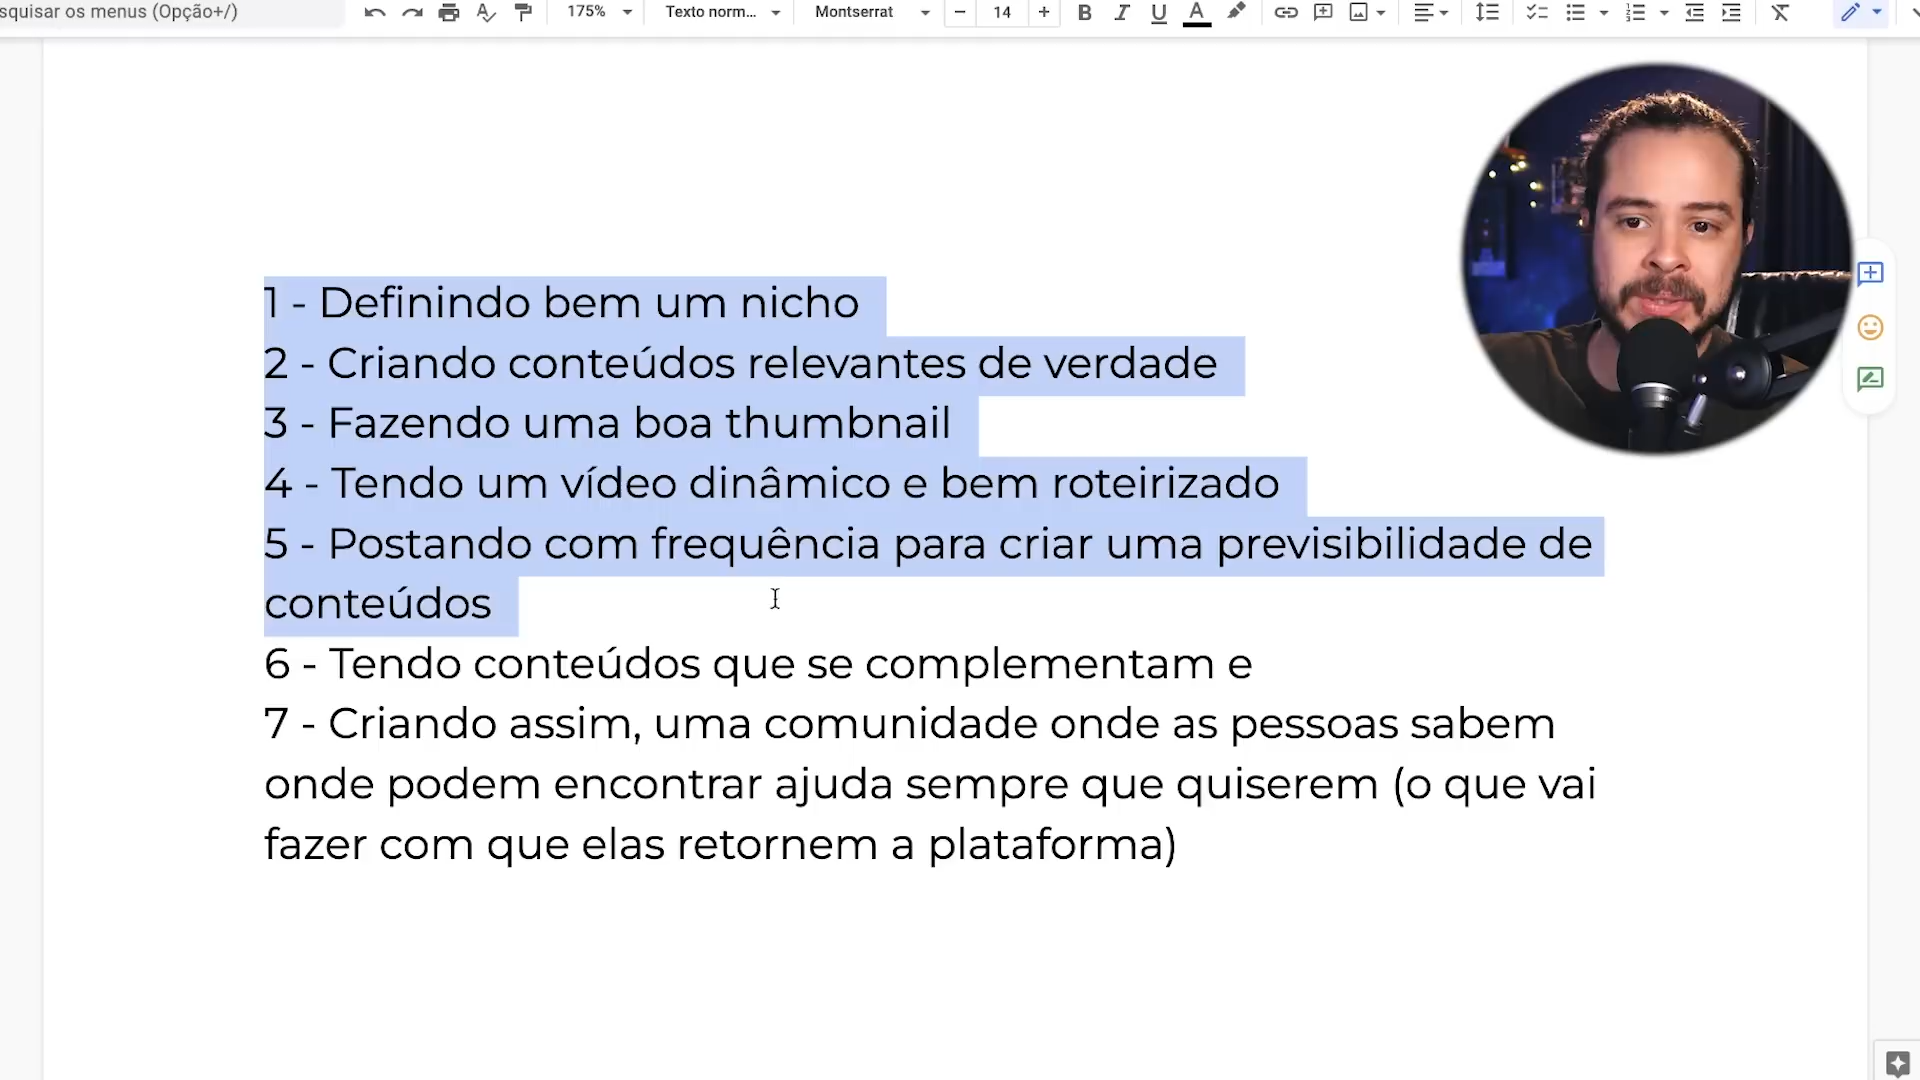 squisar os menus (Opção+/)
175%
Texto norm...
Montserrat
14
1 - Definindo bem um nicho
2 - Criando conteúdos relevantes de verdade
3 - Fazendo uma boa thumbnail
4 - Tendo um vídeo dinâmico e bem roteirizado
5 - Postando com frequência para criar uma previsibilidade de
conteúdos
6 - Tendo conteúdos que se complementam e
7 - Criando assim, uma comunidade onde as pessoas sabem
onde podem encontrar ajuda sempre que quiserem (o que vai
fazer com que elas retornem a plataforma)